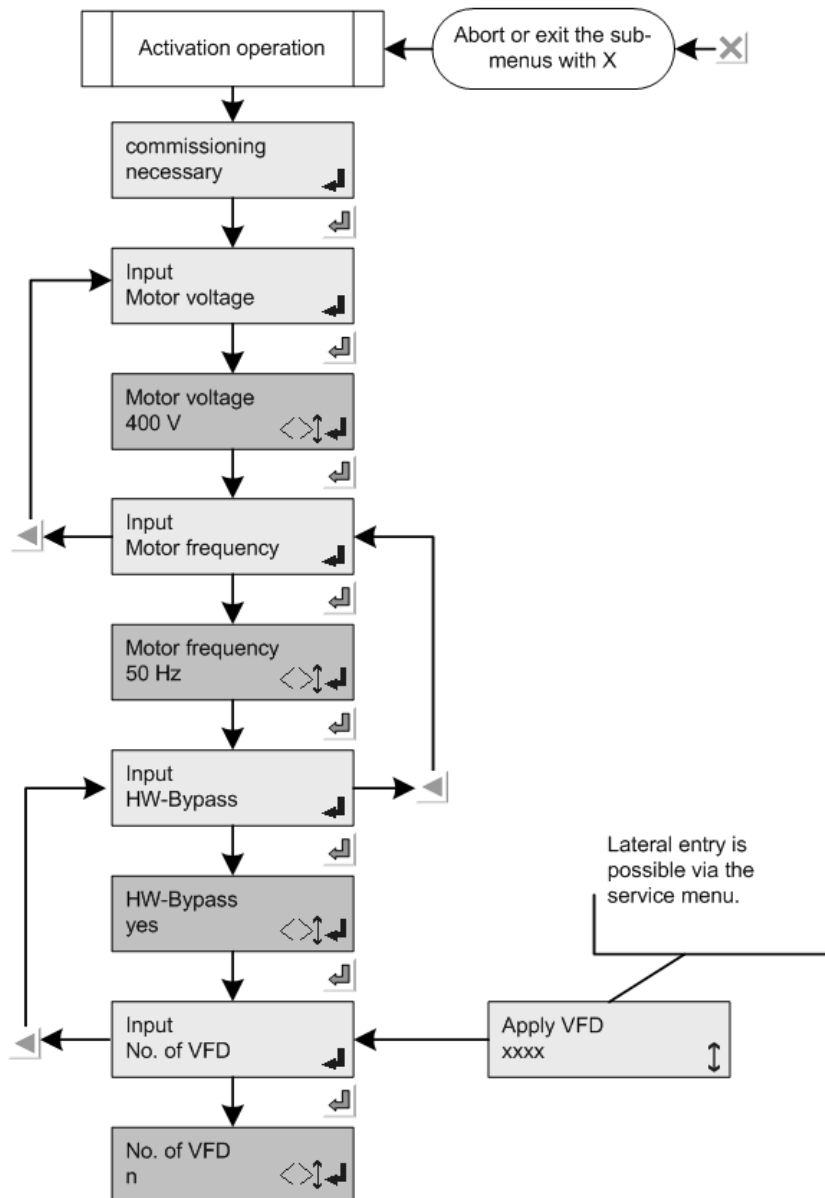 Activation operation
Abort or exit the sub-
menus with X
commissioning
necessary
Input
Motor voltage
Motor voltage
400 V
Input
Motor frequency
Motor frequency
50 Hz
Input
HW-Bypass
Lateral entry is
possible via the
service menu.
HW-Bypass
yes
Input
No. of VFD
Apply VFD
xxxx
No. of VFD
n